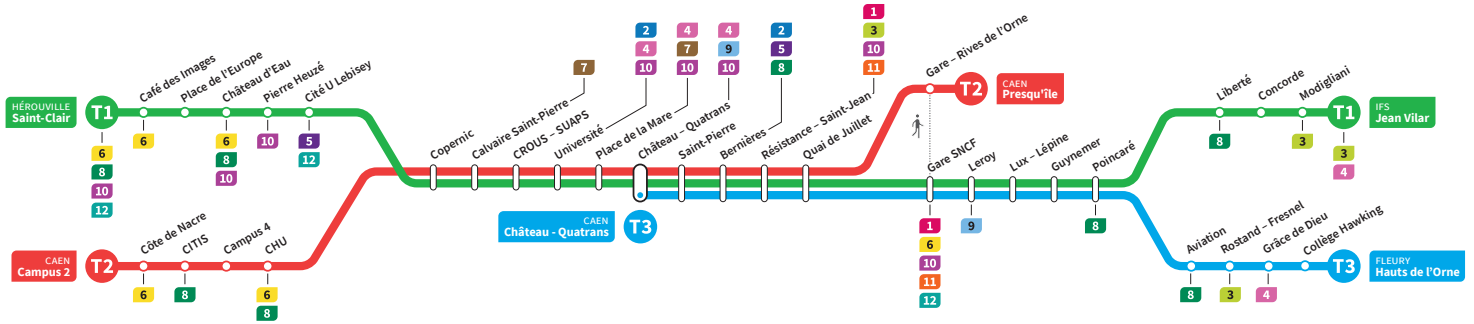 HÉROUVILLE
Saint-Clair
T1
6
8
10
12
Café des Images
6
Place de l'Europe
Château d'Eau
6
8
10
Pierre Heuzé
10
Cité U Lebisey
5
12
CAEN
Campus 2
T2
Côte de Nacre
6
CITIS
8
Campus 4
CHU
6
8
Copernic
Calvaire Saint-Pierre
7
CROUS – SUAPS
Université
2
4
10
Place de la Mare
4
7
10
Château – Quatrans
4
9
10
CAEN
Château - Quatrans
T3
Saint-Pierre
Bernières
2
5
8
Résistance – Saint-Jean
1
3
10
11
Quai de Juillet
Gare – Rives de l'Orne
T2
CAEN
Presqu'île
Gare SNCF
1
6
10
11
12
Leroy
9
Lux – Lépine
Guynemer
Poincaré
8
Liberté
8
Concorde
Modigliani
3
T1
3
4
IFS
Jean Vilar
Aviation
8
Rostand – Fresnel
3
Grâce de Dieu
4
Collège Hawking
T3
FLEURY
Hauts de l'Orne